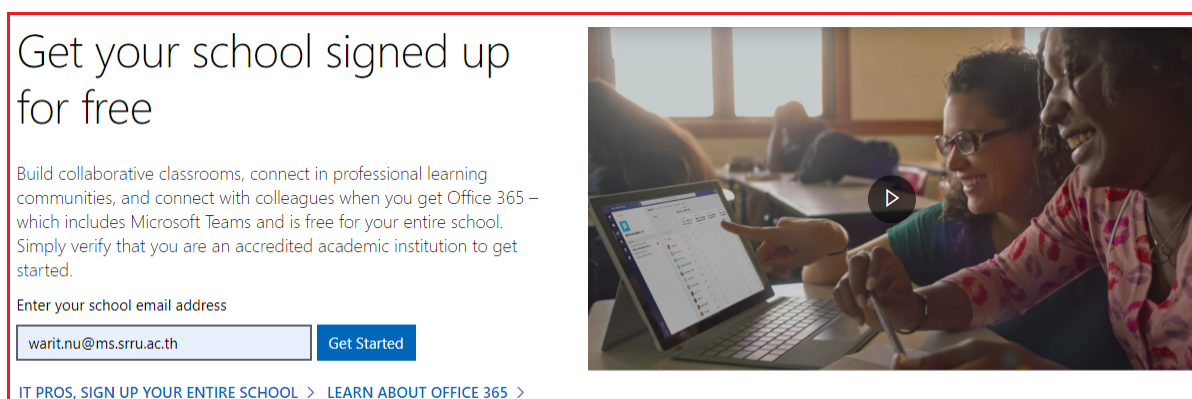 Get your school signed up
for free
Build collaborative classrooms, connect in professional learning
communities, and connect with colleagues when you get Office 365 –
which includes Microsoft Teams and is free for your entire school.
Simply verify that you are an accredited academic institution to get
started.
Enter your school email address
warit.nu@ms.srru.ac.th
Get Started
IT PROS, SIGN UP YOUR ENTIRE SCHOOL > LEARN ABOUT OFFICE 365 >